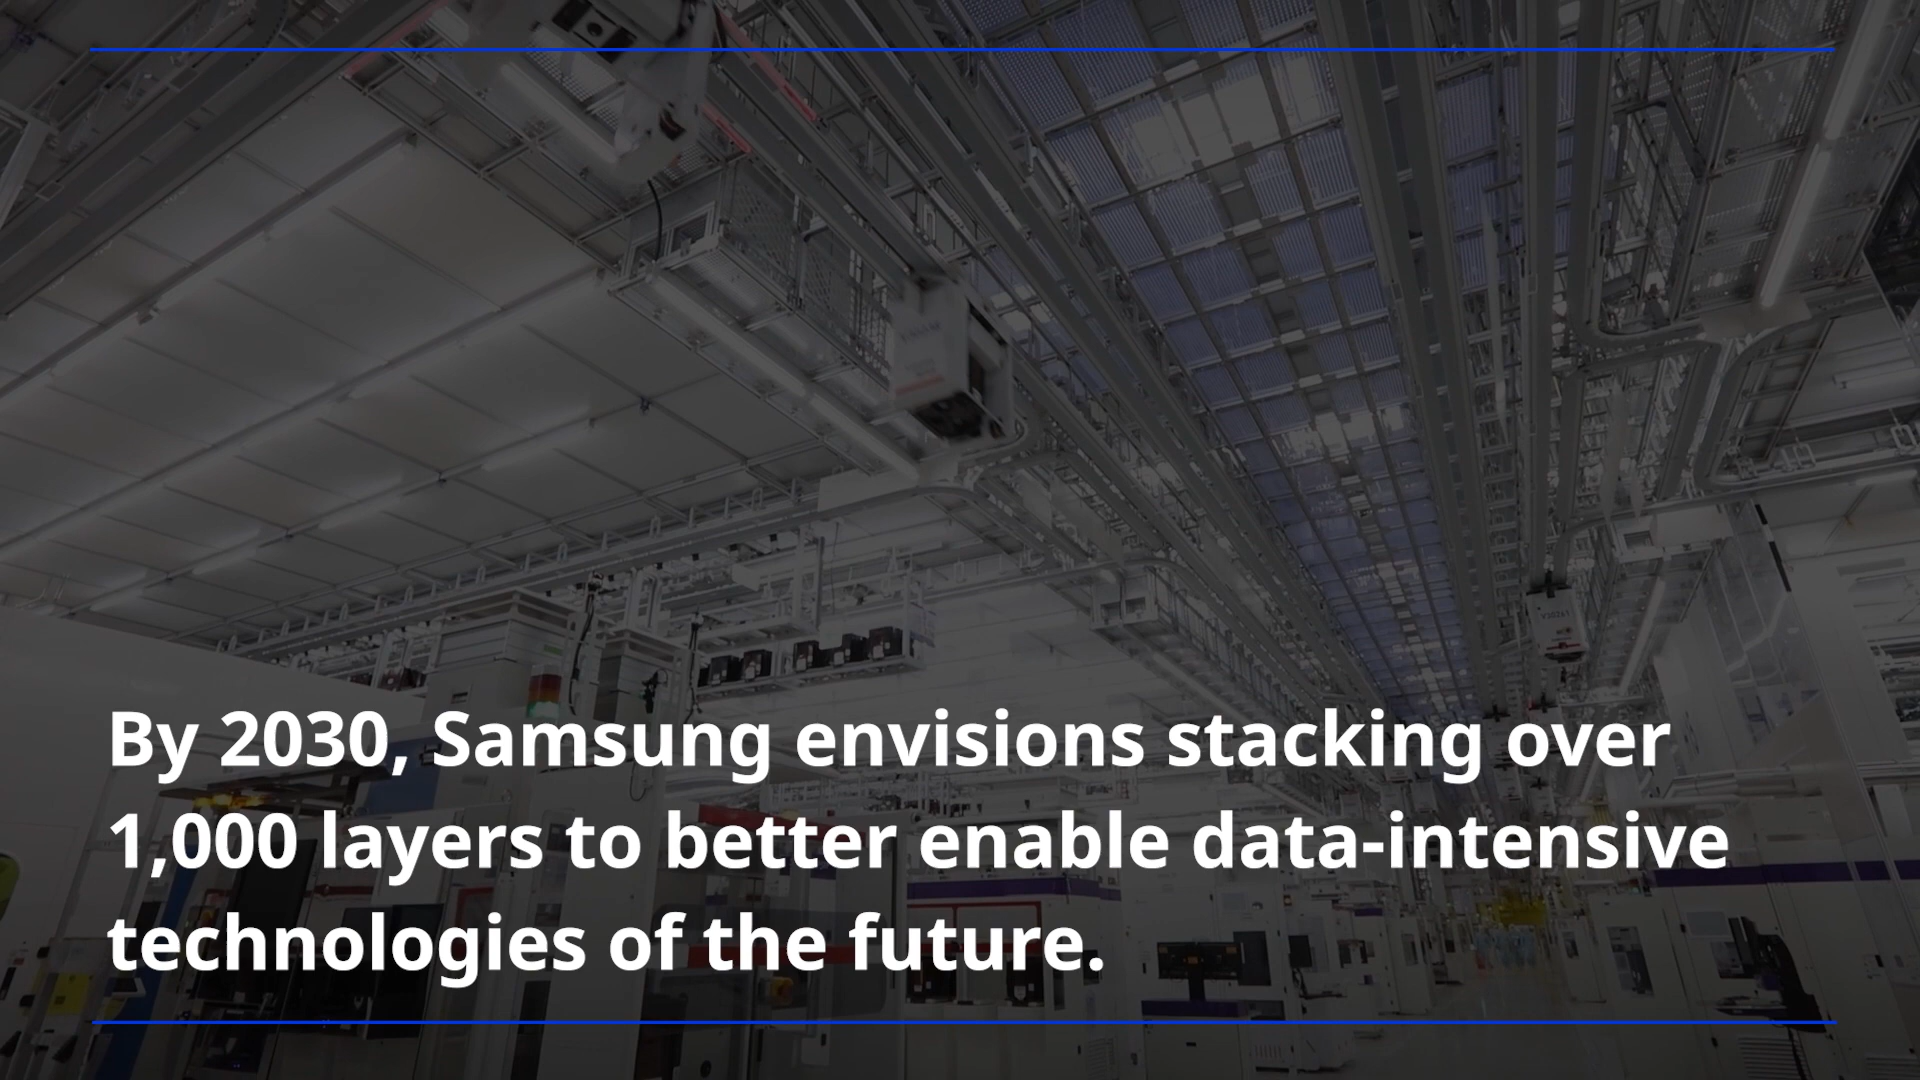 By 2030, Samsung envisions stacking over
1,000 layers to better enable data-intensive
technologies of the future.